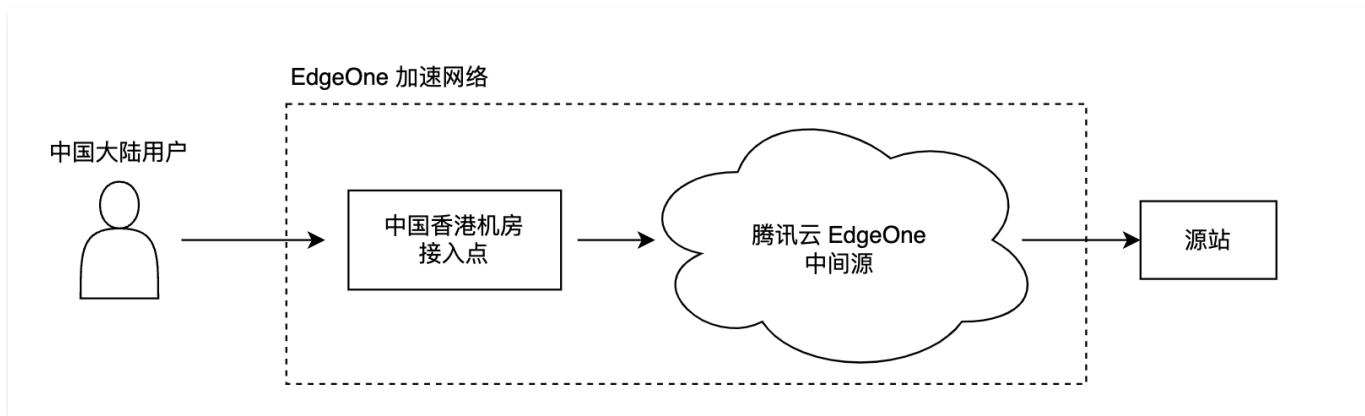 EdgeOne 加速网络
中国大陆用户
中国香港机房
接入点
腾讯云 EdgeOne
中间源
源站